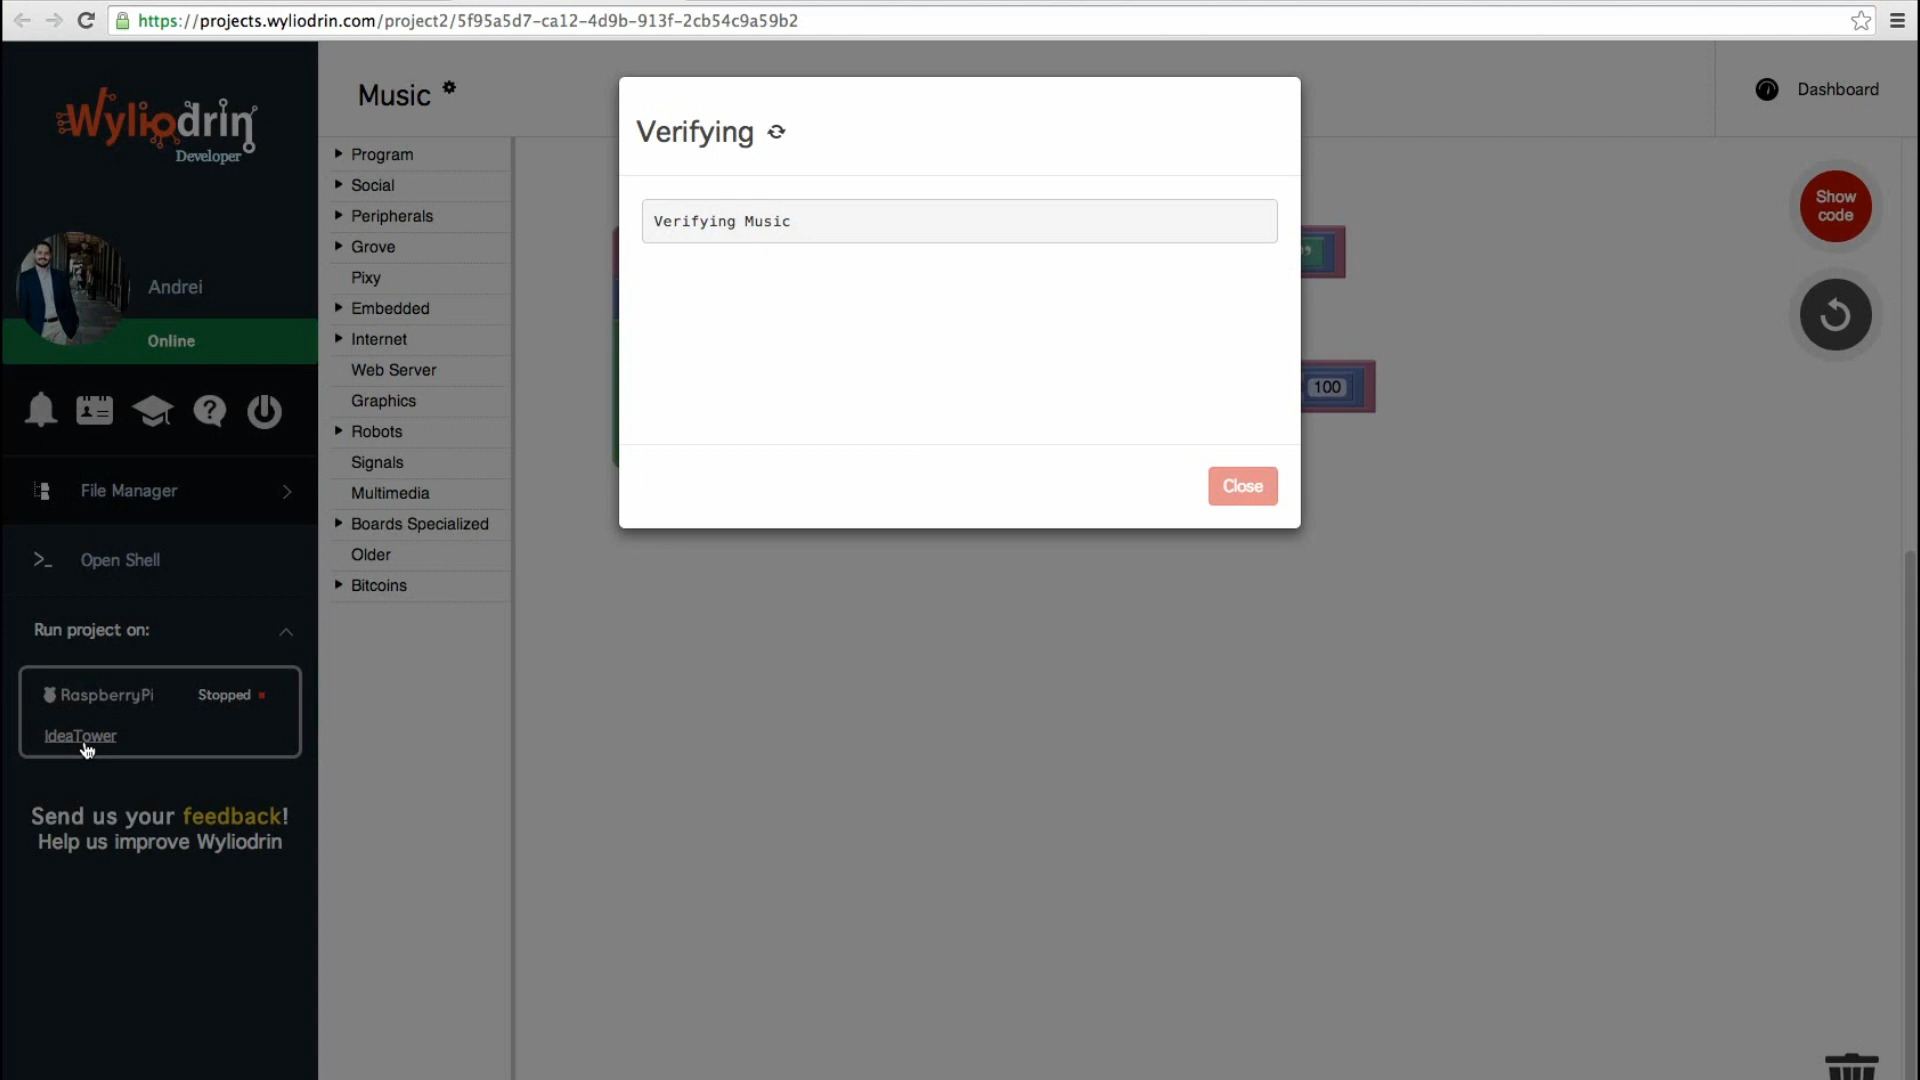 https://projects.wyliodrin.com/project2/5f95a5d7-ca12-4d9b-913f-2cb54c9a59b2
Wyliodrin
Developer
Andrei
Online
File Manager
>_ Open Shell
Run project on:
RaspberryPi Stopped
IdeaTower
Send us your feedback!
Help us improve Wyliodrin
Music
Program
Social
Peripherals
Grove
Pixy
Embedded
Internet
Web Server
Graphics
Robots
Signals
Multimedia
Boards Specialized
Older
Bitcoins
Verifying
Verifying Music
Close
”
100
Dashboard
Show
code